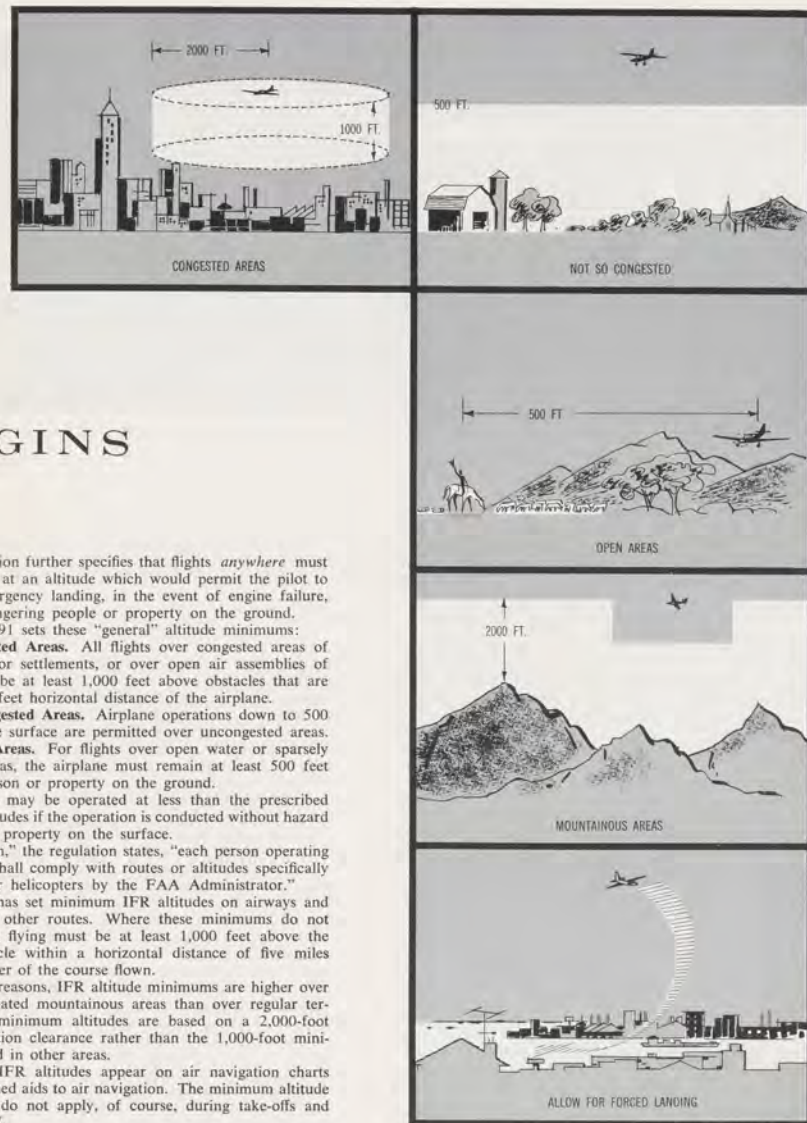 2000 FT.
1000 FT.
CONGESTED AREAS
500 FT.
NOT SO CONGESTED
500 FT
OPEN AREAS
2000 FT.
MOUNTAINOUS AREAS
ALLOW FOR FORCED LANDING
GINS
ion further specifies that flights anywhere must
at an altitude which would permit the pilot to
rgency landing, in the event of engine failure,
ngering people or property on the ground.
91 sets these “general” altitude minimums:
ted Areas. All flights over congested areas of
or settlements, or over open air assemblies of
be at least 1,000 feet above obstacles that are
feet horizontal distance of the airplane.
gested Areas. Airplane operations down to 500
e surface are permitted over uncongested areas.
Areas. For flights over open water or sparsely
as, the airplane must remain at least 500 feet
son or property on the ground.
may be operated at less than the prescribed
udes if the operation is conducted without hazard
property on the surface.
n,” the regulation states, “each person operating
hall comply with routes or altitudes specifically
r helicopters by the FAA Administrator.”
has set minimum IFR altitudes on airways and
other routes. Where these minimums do not
flying must be at least 1,000 feet above the
cle within a horizontal distance of five miles
er of the course flown.
reasons, IFR altitude minimums are higher over
ated mountainous areas than over regular ter-
minimum altitudes are based on a 2,000-foot
tion clearance rather than the 1,000-foot mini-
d in other areas.
IFR altitudes appear on air navigation charts
ed aids to air navigation. The minimum altitude
do not apply, of course, during take-offs and